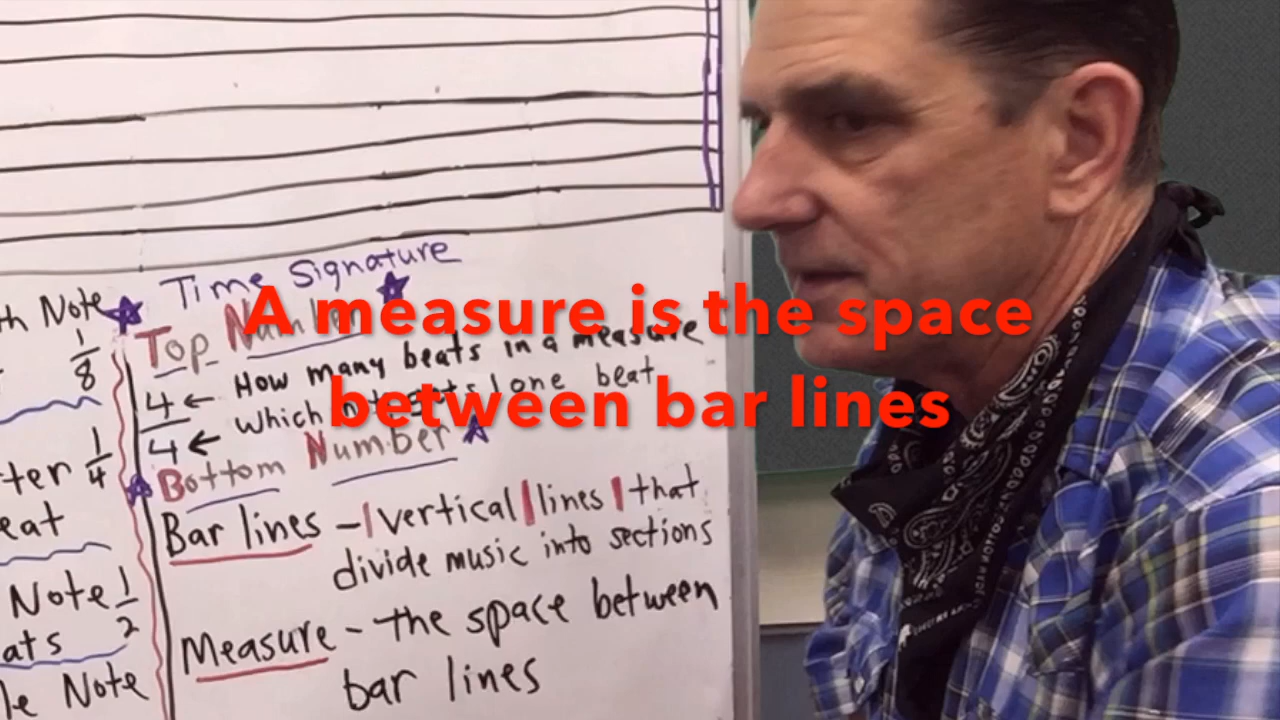 Time Signature
Top Number
th Note
1
8
4 ← How many beats in a measure
4 ← which note gets one beat
A measure is the space
between bar lines
Bottom Number
ter 1
4
eat
Bar lines – vertical lines that
divide music into sections
Note 1
2
ats
Measure – the space between
bar lines
le Note